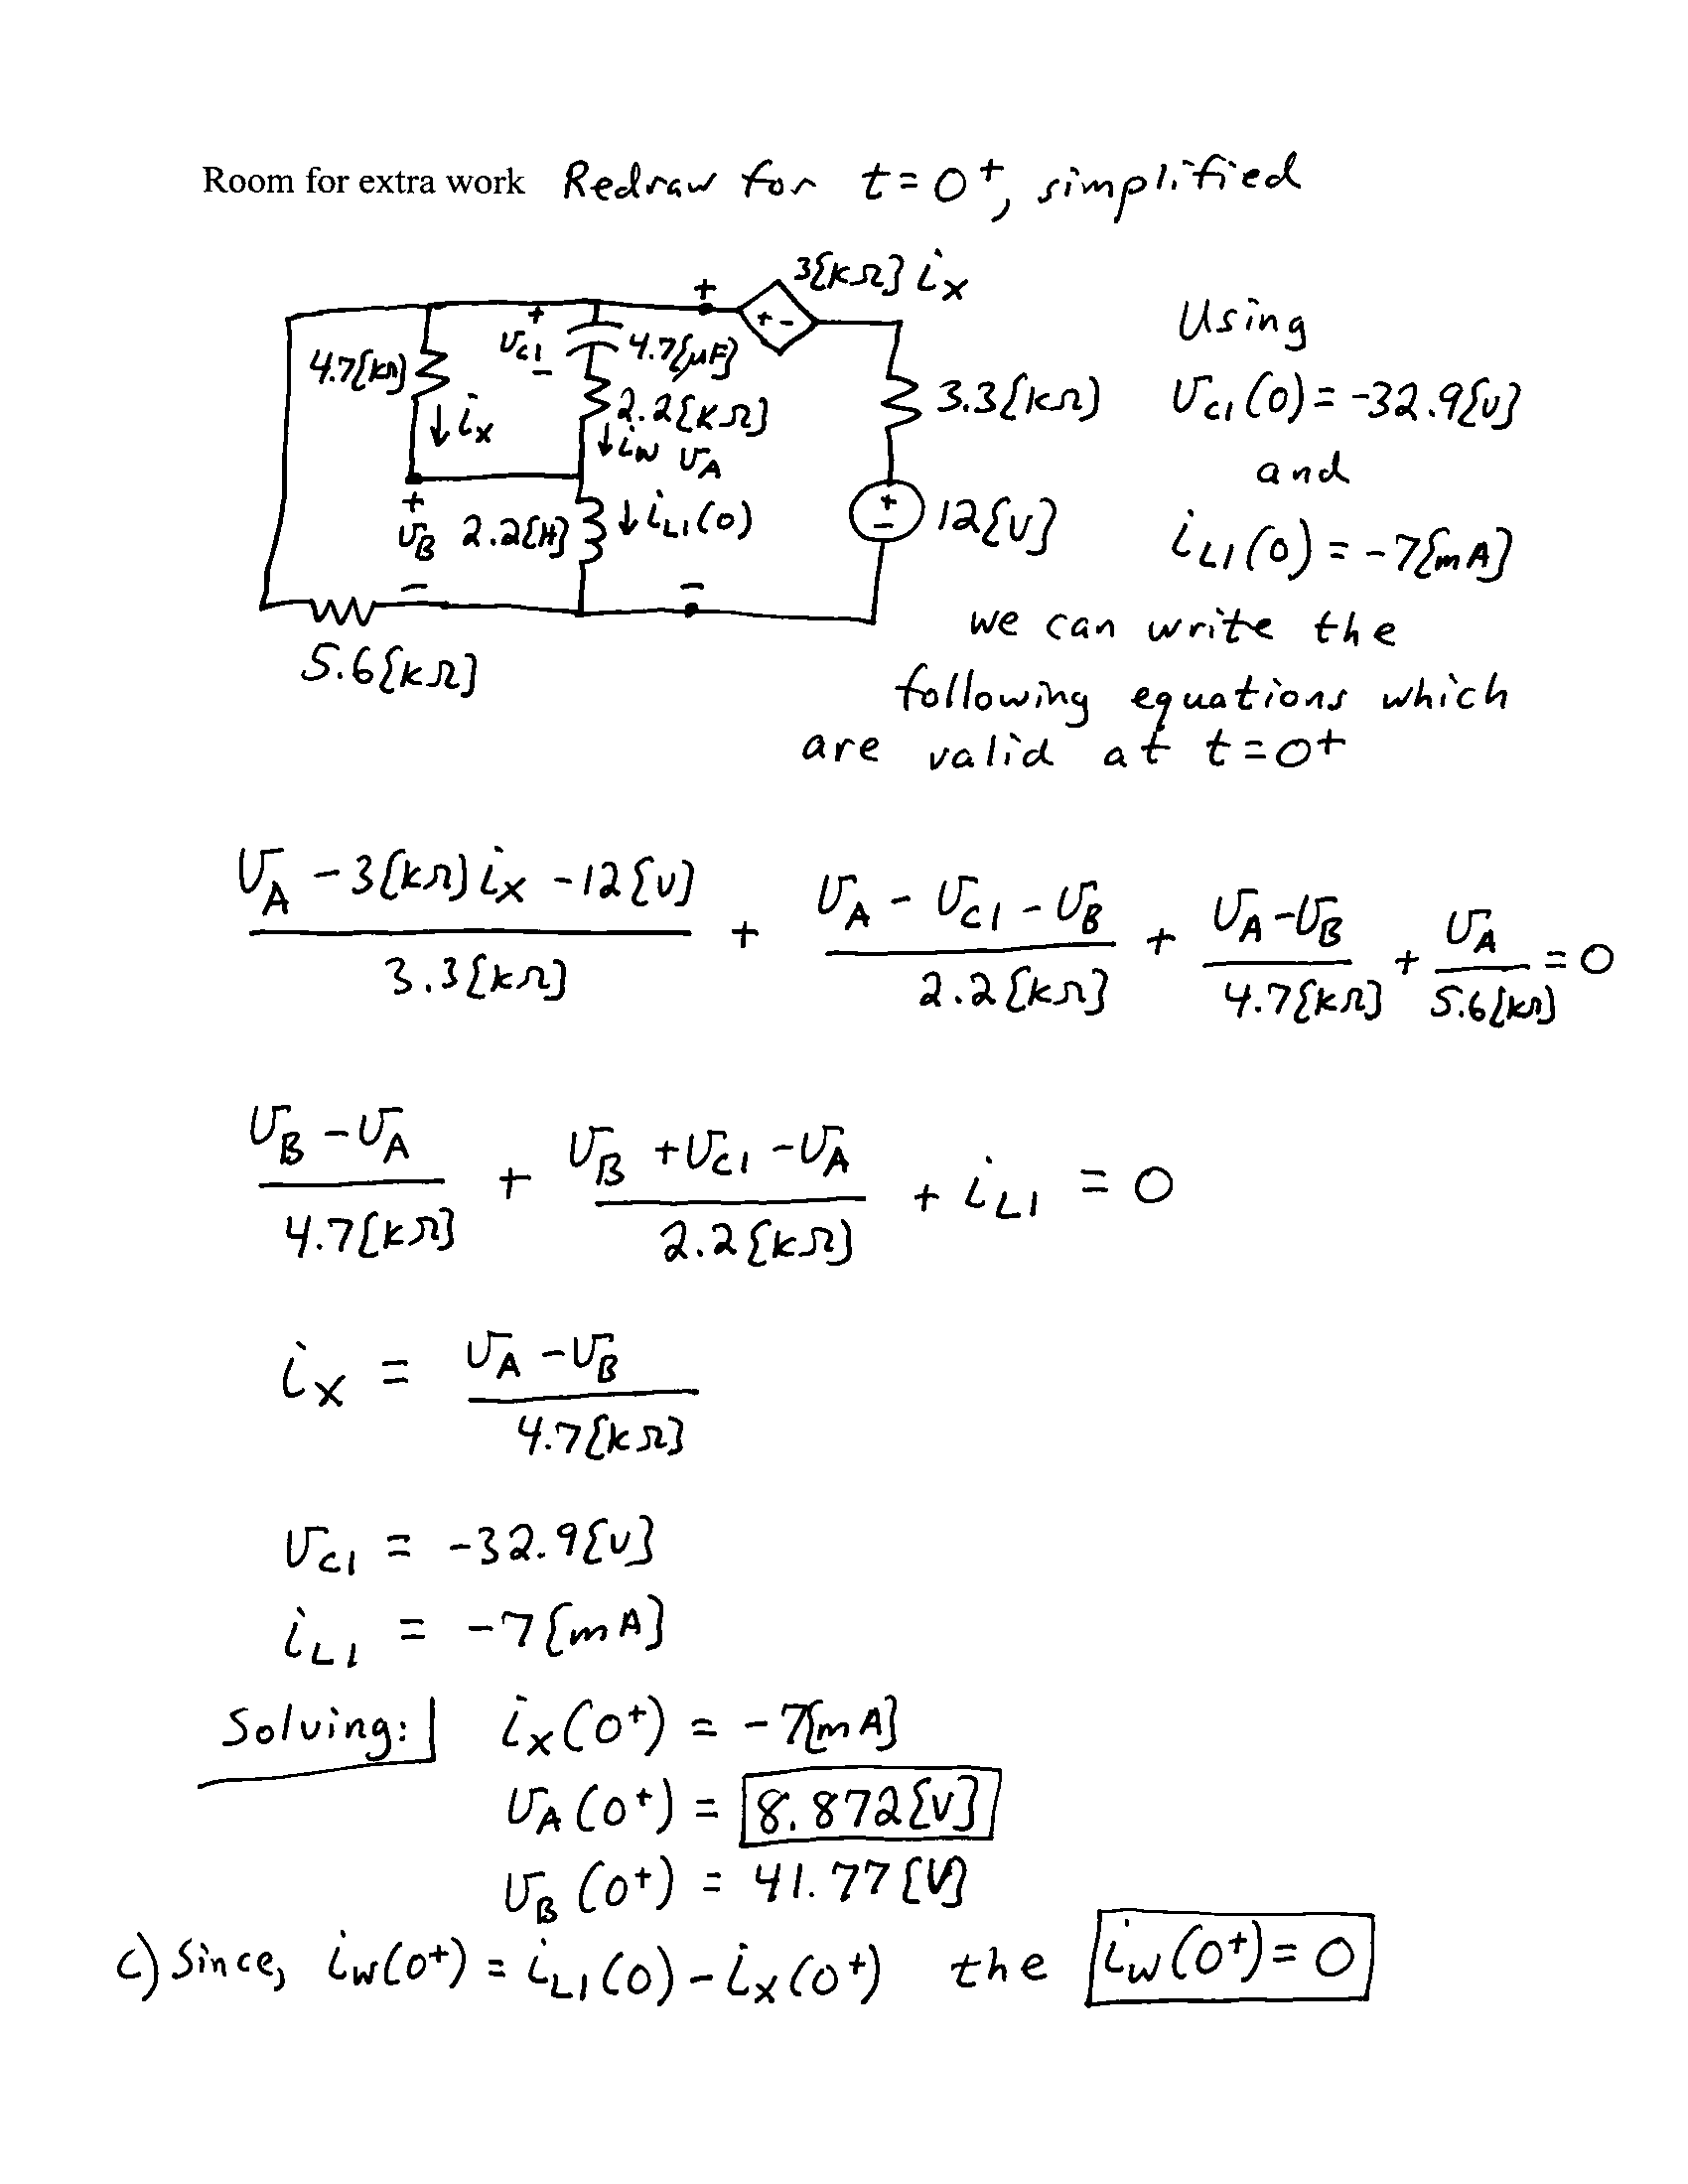 Room for extra work Redraw for t=0⁺, simplified
3{kΩ} ix
+
+ -
4.7{kΩ}
+
vC1
-
4.7{μF}
2.2{kΩ}
↓ix
↓iW
vA
3.3{kΩ}
+
vB
-
2.2{H}
↓iL1(0)
+
-
12{V}
-
5.6{kΩ}
Using
vC1(0) = -32.9{V}
and
iL1(0) = -7{mA}
we can write the
following equations which
are valid at t=0+
(vA - 3{kΩ} ix - 12{V})/3.3{kΩ} + (vA - vC1 - vB)/2.2{kΩ} + (vA - vB)/4.7{kΩ} + vA/5.6{kΩ} = 0
(vB - vA)/4.7{kΩ} + (vB + vC1 - vA)/2.2{kΩ} + iL1 = 0
iX = (vA - vB)/4.7{kΩ}
vC1 = -32.9{V}
iL1 = -7{mA}
Solving: iX(0⁺) = -7{mA}
vA(0⁺) = 8.872{V}
vB(0⁺) = 41.77{V}
c) Since, iW(0⁺) = iL1(0) - iX(0⁺) the iW(0⁺) = 0